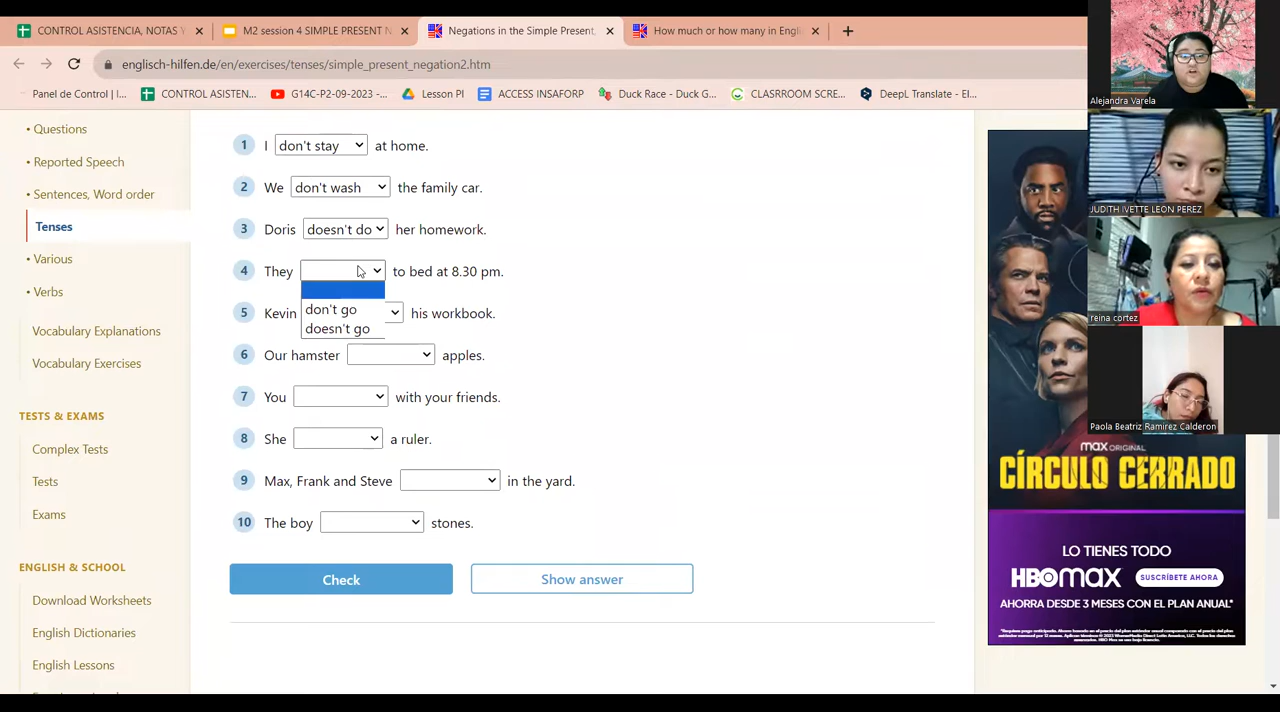 CONTROL ASISTENCIA, NOTAS Y
M2 session 4 SIMPLE PRESENT N
Negations in the Simple Present,
How much or how many in Engli
englisch-hilfen.de/en/exercises/tenses/simple_present_negation2.htm
Panel de Control | I...
CONTROL ASISTEN...
G14C-P2-09-2023 -...
Lesson PI
ACCESS INSAFORP
Duck Race - Duck G...
CLASRROOM SCRE...
DeepL Translate - El...
• Questions
• Reported Speech
• Sentences, Word order
Tenses
• Various
• Verbs
Vocabulary Explanations
Vocabulary Exercises
TESTS & EXAMS
Complex Tests
Tests
Exams
ENGLISH & SCHOOL
Download Worksheets
English Dictionaries
English Lessons
1 I don't stay at home.
2 We don't wash the family car.
3 Doris doesn't do her homework.
4 They to bed at 8.30 pm.
don't go
doesn't go
5 Kevin his workbook.
6 Our hamster apples.
7 You with your friends.
8 She a ruler.
9 Max, Frank and Steve in the yard.
10 The boy stones.
Check
Show answer
Alejandra Varela
JUDITH IVETTE LEON PEREZ
reina cortez
Paola Beatriz Ramirez Calderon
max ORIGINAL
CÍRCULO CERRADO
LO TIENES TODO
HBOmax
SUSCRÍBETE AHORA
AHORRA DESDE 3 MESES CON EL PLAN ANUAL*